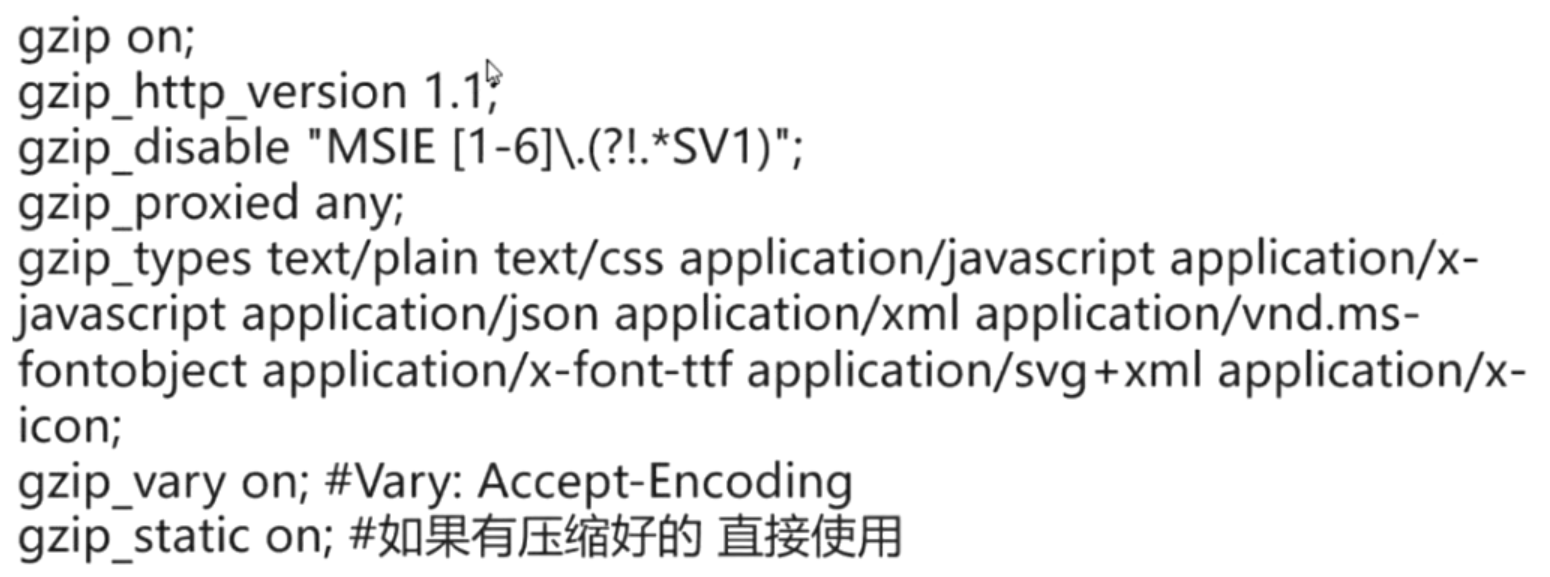 gzip on;
gzip_http_version 1.1;
gzip_disable "MSIE [1-6]\.(?!.*SV1)";
gzip_proxied any;
gzip_types text/plain text/css application/javascript application/x-
javascript application/json application/xml application/vnd.ms-
fontobject application/x-font-ttf application/svg+xml application/x-
icon;
gzip_vary on; #Vary: Accept-Encoding
gzip_static on; #如果有压缩好的 直接使用